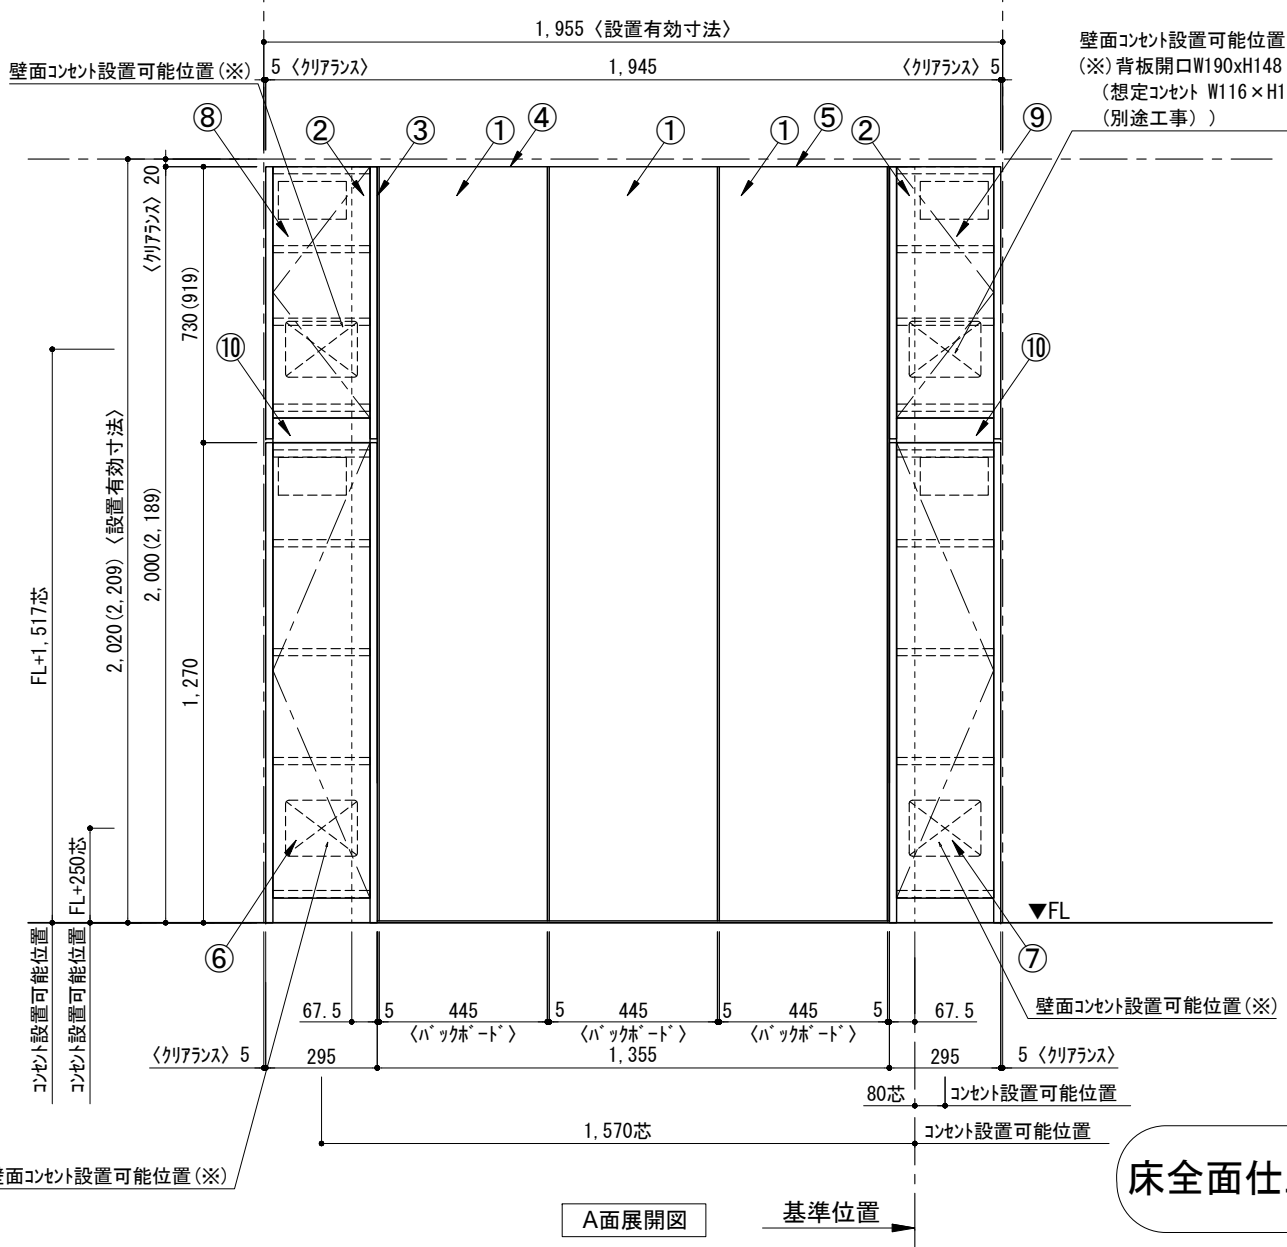 1,955〈設置有効寸法〉
壁面コンセント設置可能位置(※)
5〈クリアランス〉
1,945
〈クリアランス〉5
壁面コンセント設置可能位置
(※)背板開口W190xH148
(想定コンセント W116×H1
(別途工事))
⑧
②
③
①
④
①
①
⑤
②
⑨
〈クリアランス〉20
730(919)
⑩
⑩
2,020(2,209)〈設置有効寸法〉
2,000(2,189)
FL+1,517芯
1,270
FL+250芯
コンセント設置可能位置
コンセント設置可能位置
▼FL
⑥
⑦
壁面コンセント設置可能位置(※)
67.5
5
445
5
445
5
445
5
67.5
〈バックボード〉
〈バックボード〉
〈バックボード〉
〈クリアランス〉5
295
1,355
295
5〈クリアランス〉
80芯
コンセント設置可能位置
1,570芯
コンセント設置可能位置
壁面コンセント設置可能位置(※)
床全面仕
A面展開図
基準位置